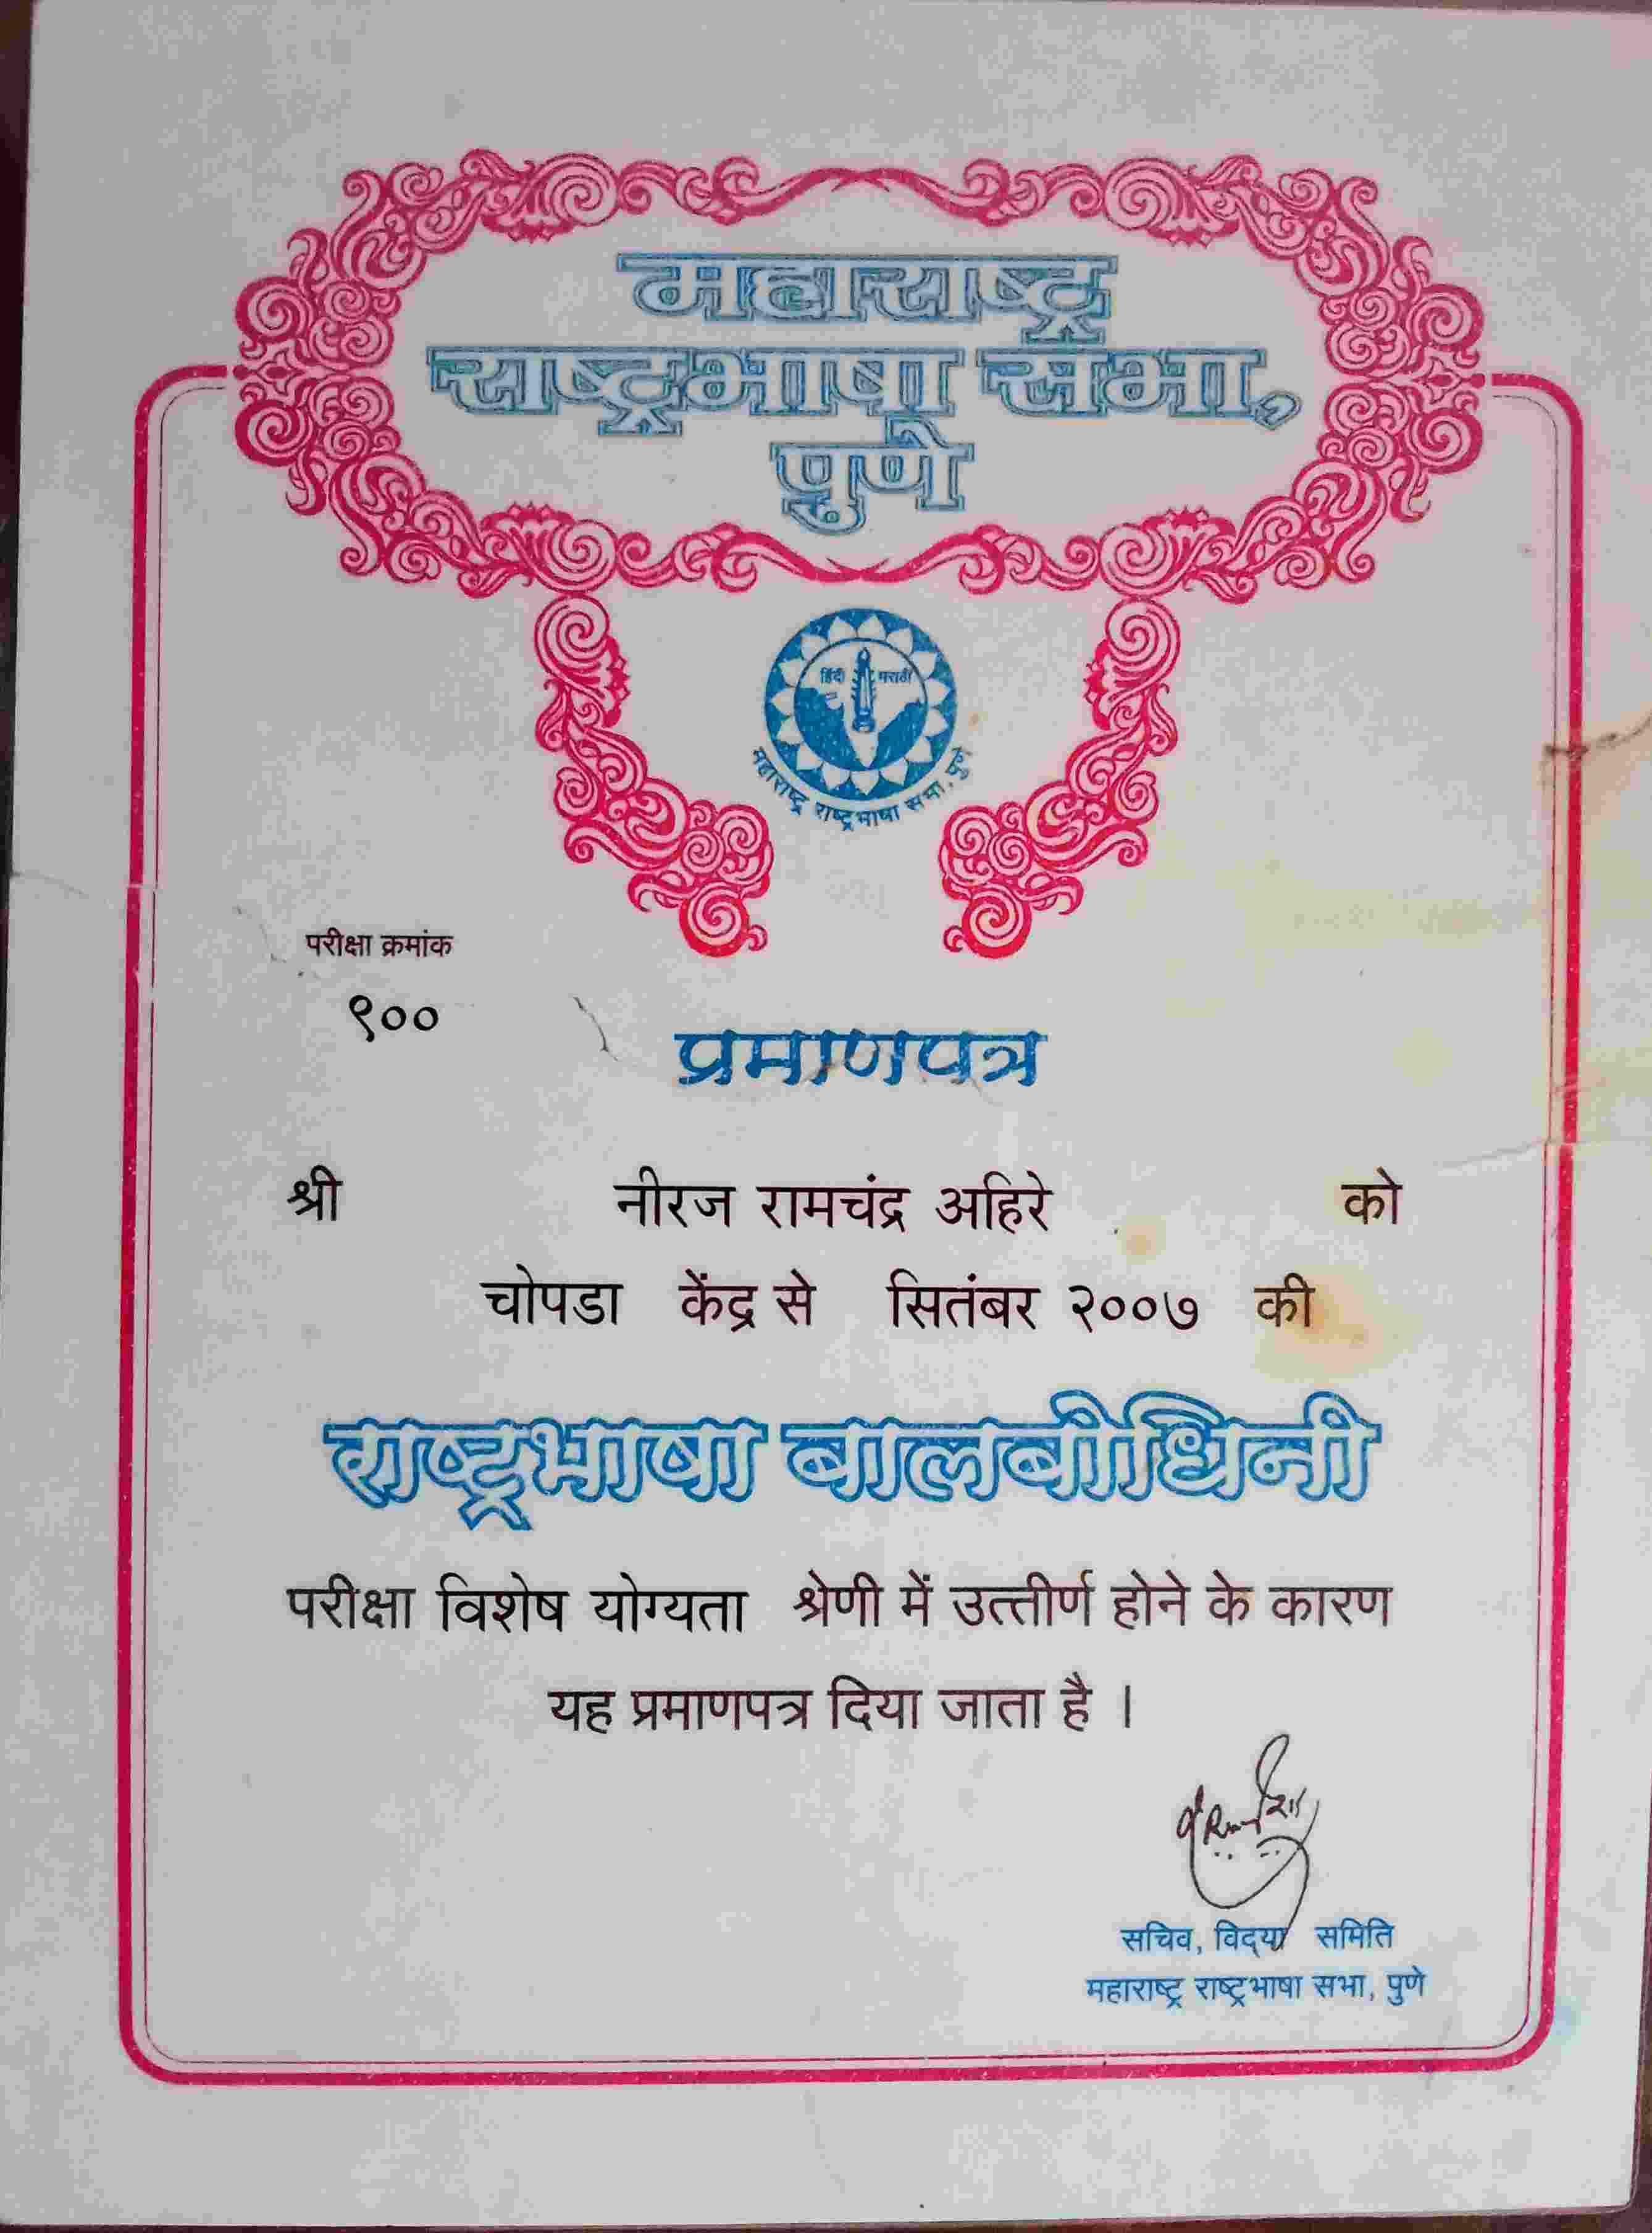 महाराष्ट्र
राष्ट्रभाषा सभा,
पुणे
हिंदी मराठी
महाराष्ट्र राष्ट्रभाषा सभा, पुणे
परीक्षा क्रमांक
९००
प्रमाणपत्र
श्री नीरज रामचंद्र अहिरे को
चोपडा केंद्र से सितंबर २००७ की
राष्ट्रभाषा बालबोधिनी
परीक्षा विशेष योग्यता श्रेणी में उत्तीर्ण होने के कारण
यह प्रमाणपत्र दिया जाता है ।
सचिव, विद्या समिति
महाराष्ट्र राष्ट्रभाषा सभा, पुणे